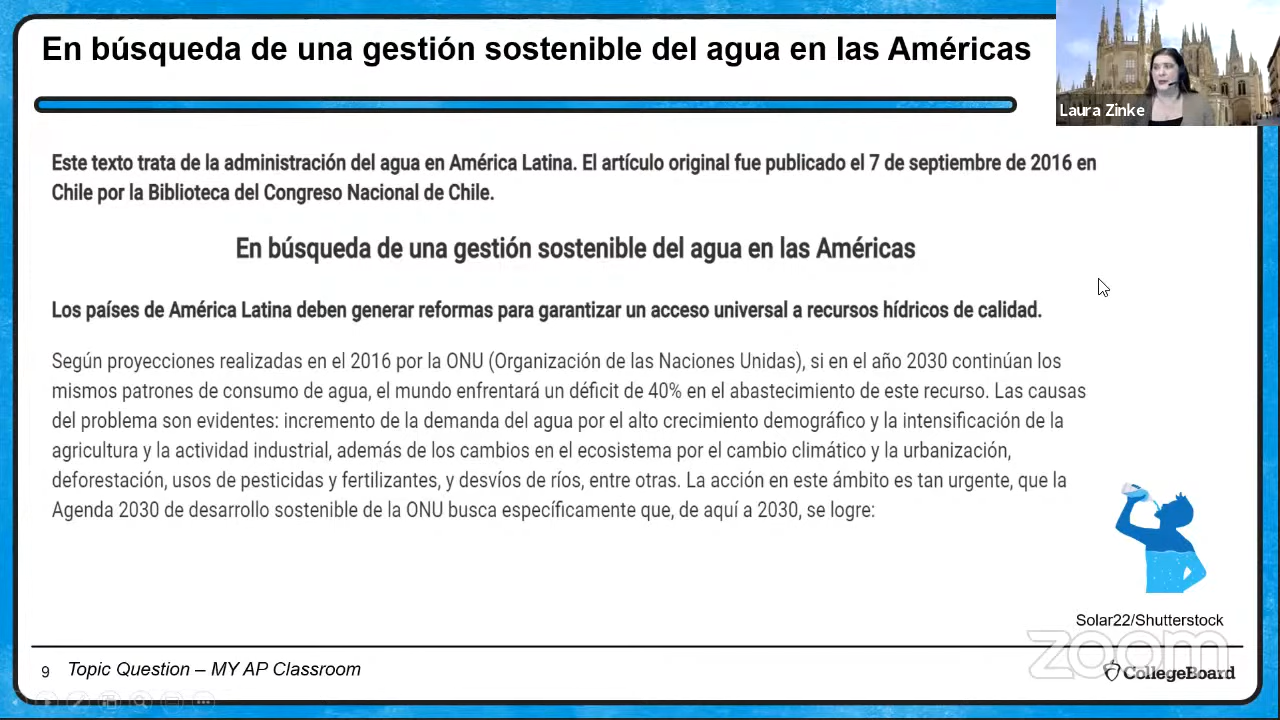 En búsqueda de una gestión sostenible del agua en las Américas
Laura Zinke
Este texto trata de la administración del agua en América Latina. El artículo original fue publicado el 7 de septiembre de 2016 en
Chile por la Biblioteca del Congreso Nacional de Chile.
En búsqueda de una gestión sostenible del agua en las Américas
Los países de América Latina deben generar reformas para garantizar un acceso universal a recursos hídricos de calidad.
Según proyecciones realizadas en el 2016 por la ONU (Organización de las Naciones Unidas), si en el año 2030 continúan los
mismos patrones de consumo de agua, el mundo enfrentará un déficit de 40% en el abastecimiento de este recurso. Las causas
del problema son evidentes: incremento de la demanda del agua por el alto crecimiento demográfico y la intensificación de la
agricultura y la actividad industrial, además de los cambios en el ecosistema por el cambio climático y la urbanización,
deforestación, usos de pesticidas y fertilizantes, y desvíos de ríos, entre otras. La acción en este ámbito es tan urgente, que la
Agenda 2030 de desarrollo sostenible de la ONU busca específicamente que, de aquí a 2030, se logre:
Solar22/Shutterstock
zoom
9 Topic Question – MY AP Classroom
CollegeBoard